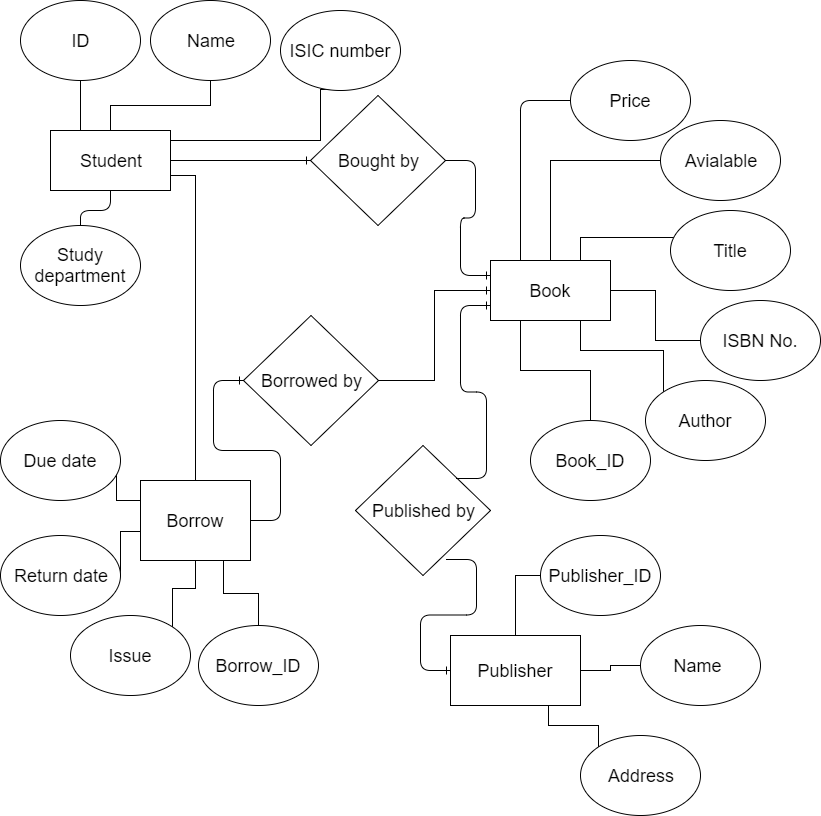 ID
Name
ISIC number
Price
Student
Bought by
Avialable
Study
department
Title
Book
ISBN No.
Borrowed by
Author
Due date
Book_ID
Borrow
Published by
Return date
Publisher_ID
Issue
Borrow_ID
Publisher
Name
Address